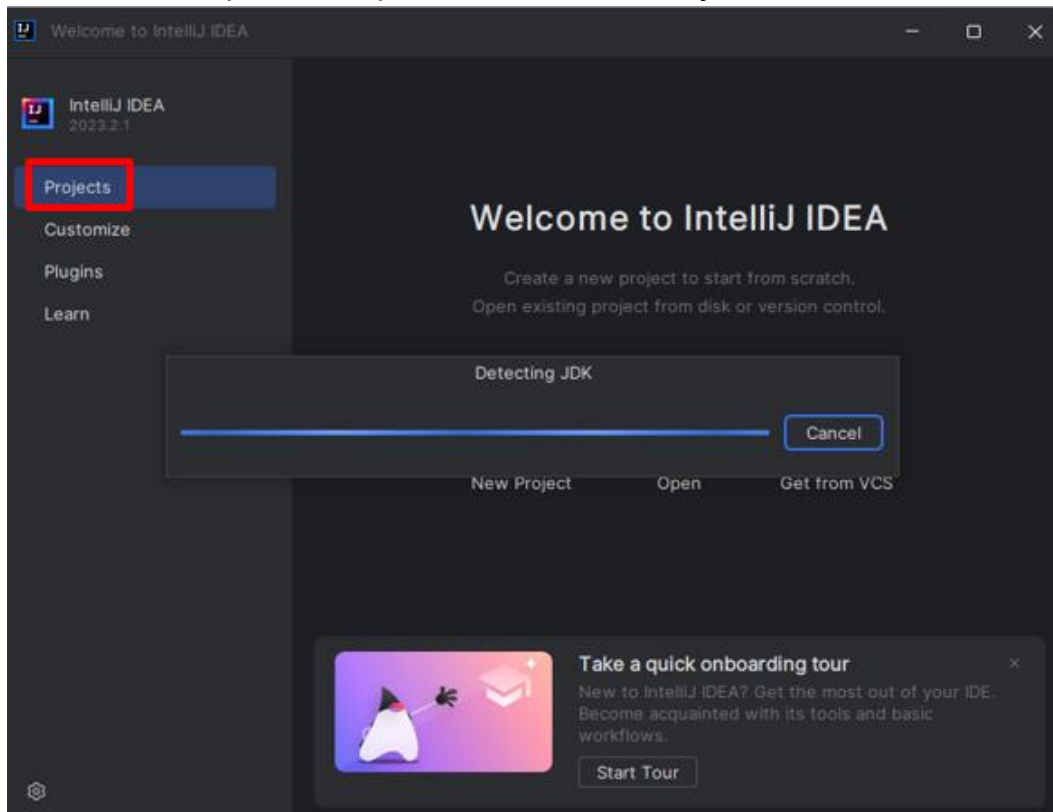 Welcome to IntelliJ IDEA
IntelliJ IDEA
2023.2.1
Projects
Customize
Plugins
Learn
Welcome to IntelliJ IDEA
Create a new project to start from scratch.
Open existing project from disk or version control.
Detecting JDK
Cancel
New Project Open Get from VCS
Take a quick onboarding tour
New to IntelliJ IDEA? Get the most out of your IDE.
Become acquainted with its tools and basic
workflows.
Start Tour